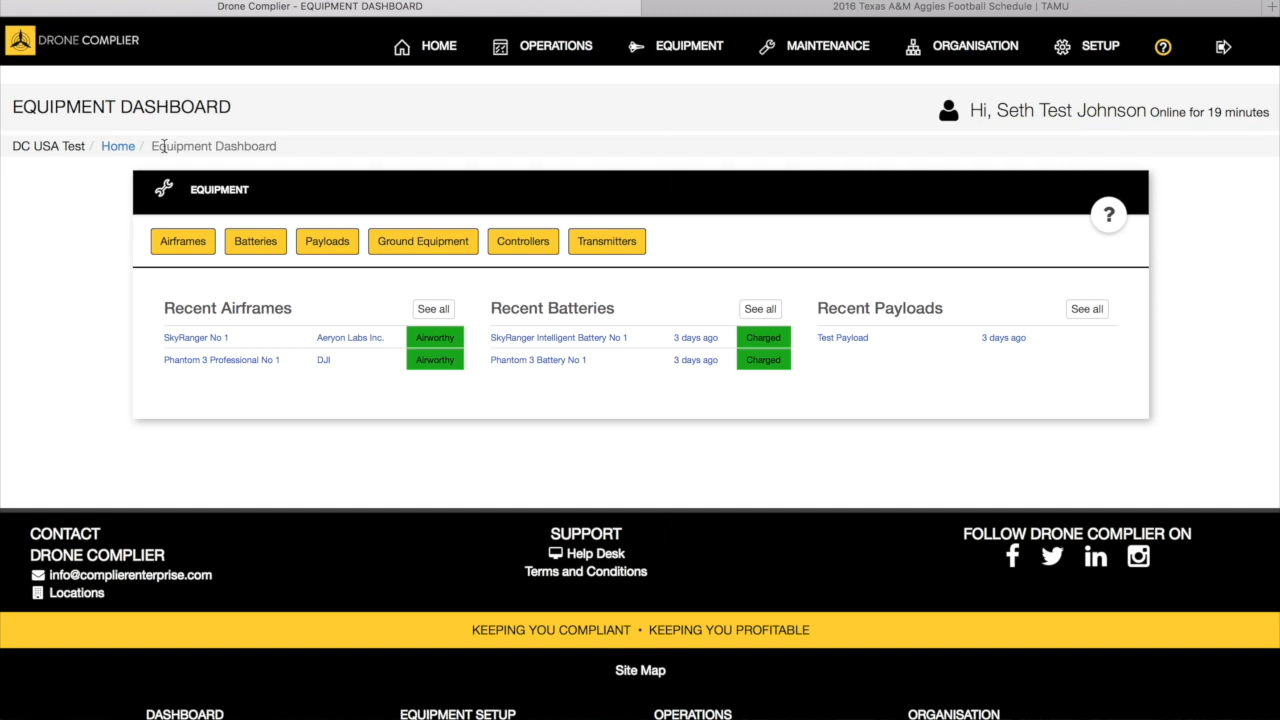 Drone Complier - EQUIPMENT DASHBOARD
2016 Texas A&M Aggies Football Schedule | TAMU
DRONE COMPLIER
HOME
OPERATIONS
EQUIPMENT
MAINTENANCE
ORGANISATION
SETUP
?
EQUIPMENT DASHBOARD
Hi, Seth Test Johnson Online for 19 minutes
DC USA Test / Home / Equipment Dashboard
EQUIPMENT
?
Airframes
Batteries
Payloads
Ground Equipment
Controllers
Transmitters
Recent Airframes
See all
SkyRanger No 1 Aeryon Labs Inc. Airworthy
Phantom 3 Professional No 1 DJI Airworthy
Recent Batteries
See all
SkyRanger Intelligent Battery No 1 3 days ago Charged
Phantom 3 Battery No 1 3 days ago Charged
Recent Payloads
See all
Test Payload 3 days ago
CONTACT
DRONE COMPLIER
info@complierenterprise.com
Locations
SUPPORT
Help Desk
Terms and Conditions
FOLLOW DRONE COMPLIER ON
KEEPING YOU COMPLIANT • KEEPING YOU PROFITABLE
Site Map
DASHBOARD
EQUIPMENT SETUP
OPERATIONS
ORGANISATION